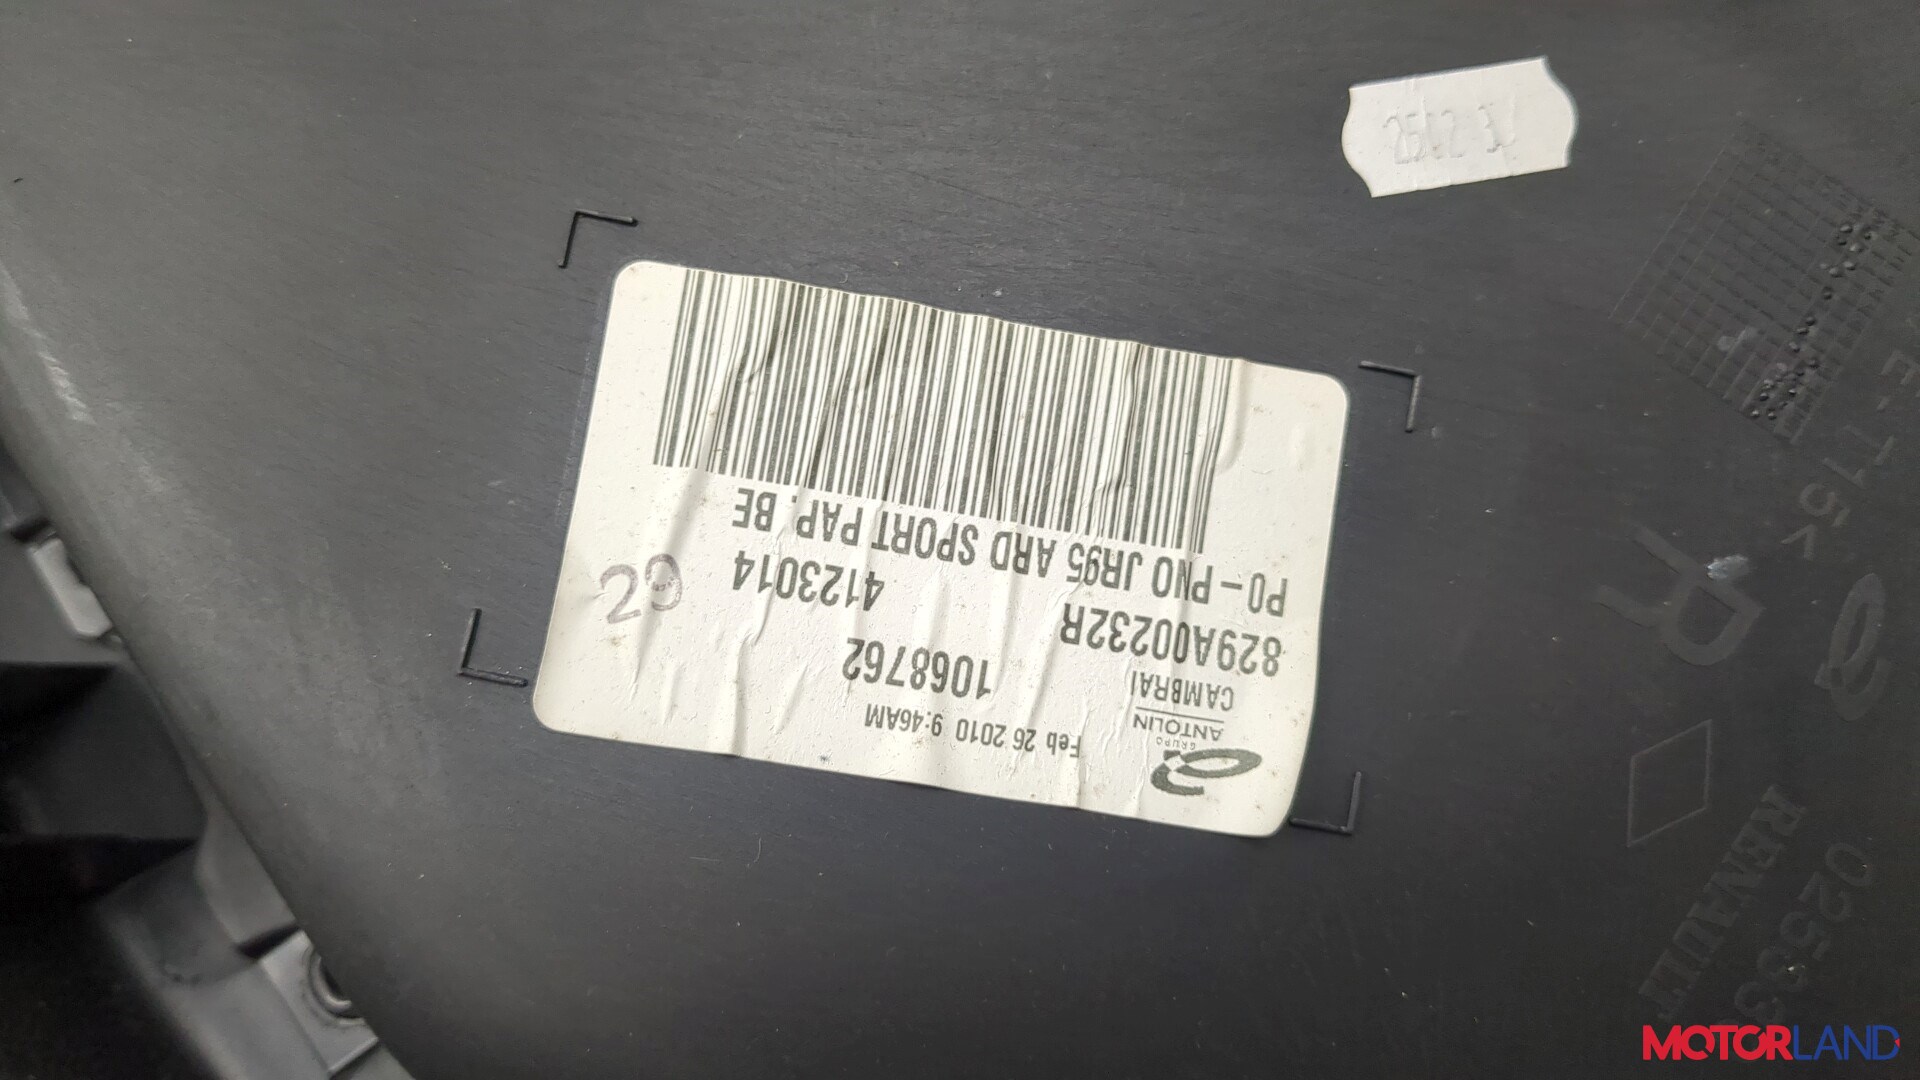 GRUPO
ANTOLIN
CAMBRAI
Feb 26 2010 9:46AM
1068762
829A00232R
4123014
PO-PNO JR95 ARD SPORT PAP. BE
29
RENAULT
R
E-T15<
MOTORLAND